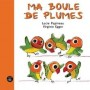 MA BOULE
DE PLUMES
Lucie Papineau
Virginie Egger